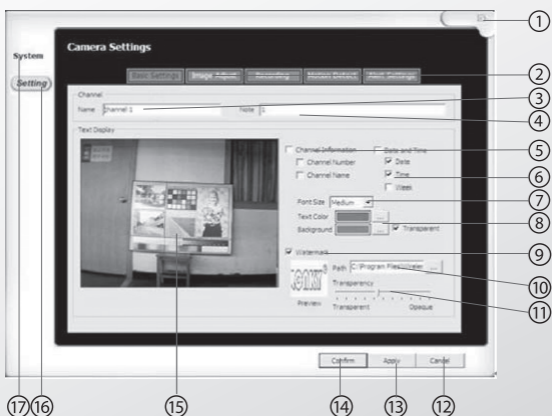 ①
Camera Settings
System
Setting
Basic Settings Image Adjust Recording Motion Detect Alert Settings ②
Channel
Name Channel 1 Note 1 ③
④
Text Display
Channel Information Date and Time ⑤
Channel Number Date
Channel Name Time ⑥
Week
Font Size Medium ⑦
Text Color ...
Background ... Transparent ⑧
Watermark ⑨
Path C:\Program Files\ ... ⑩
Transparency ⑪
Preview Transparent Opaque
Confirm Apply Cancel
⑰ ⑯ ⑮ ⑭ ⑬ ⑫